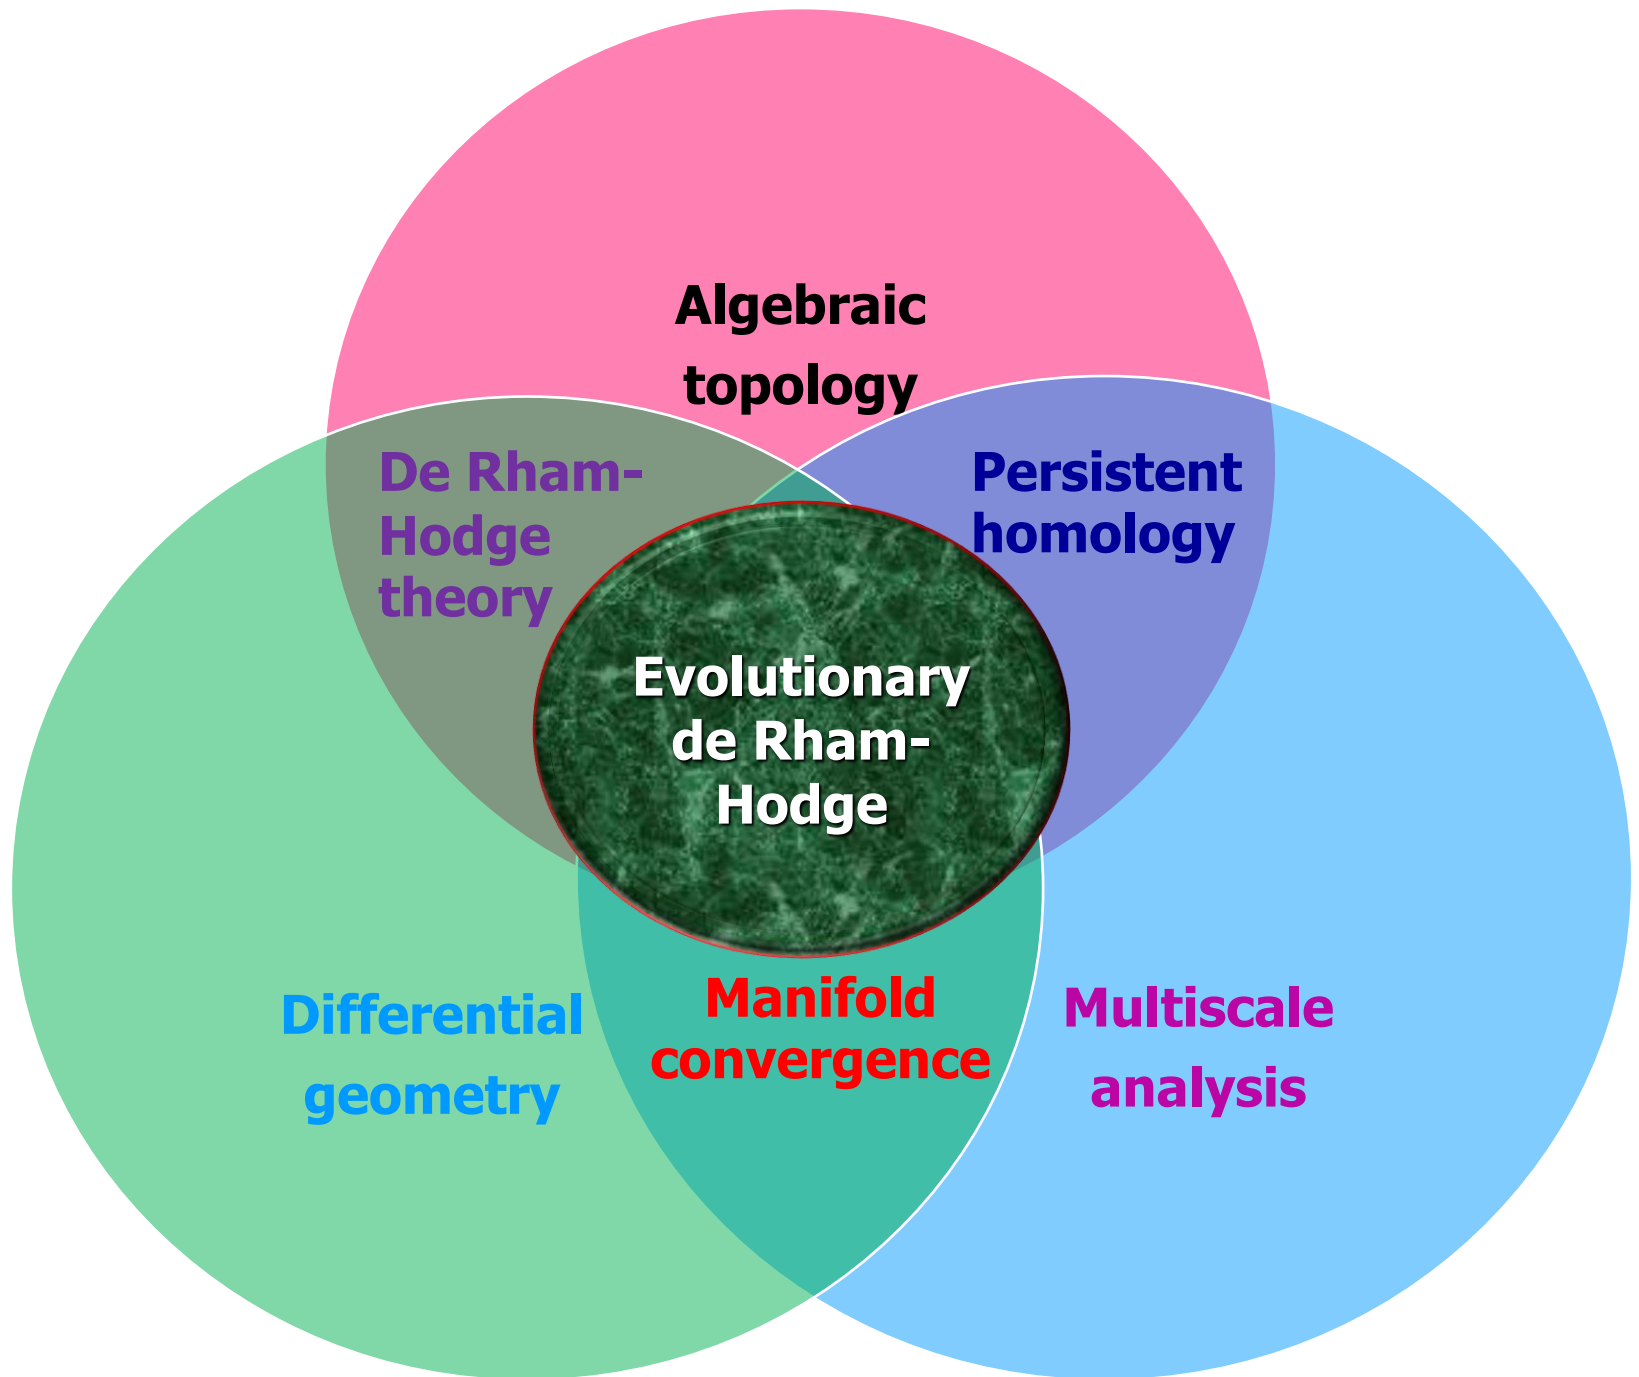 Algebraic
topology
De Rham-
Hodge
theory
Persistent
homology
Evolutionary
de Rham-
Hodge
Differential
geometry
Manifold
convergence
Multiscale
analysis